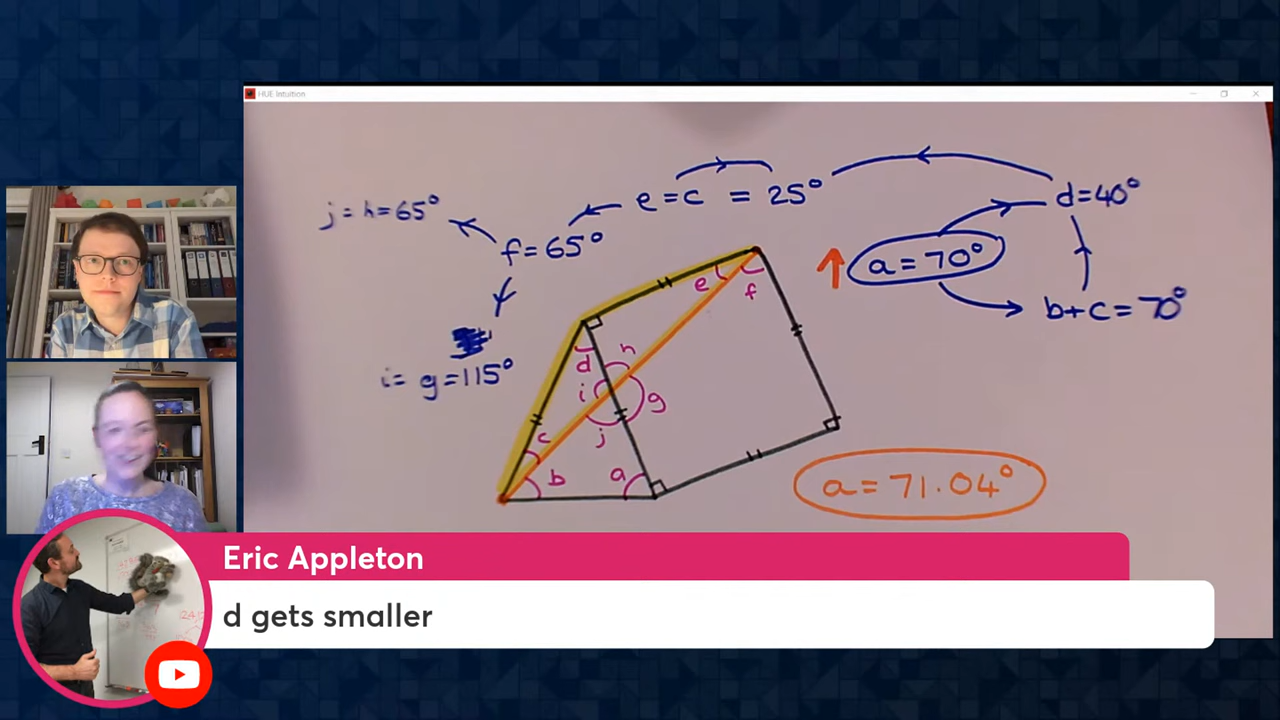 HUE Intuition
j = h = 65°
e = c = 25°
d = 40°
f = 65°
a = 70°
b + c = 70°
i = g = 115°
e
f
d
h
i
g
c
j
b
a
a = 71.04°
Eric Appleton
d gets smaller